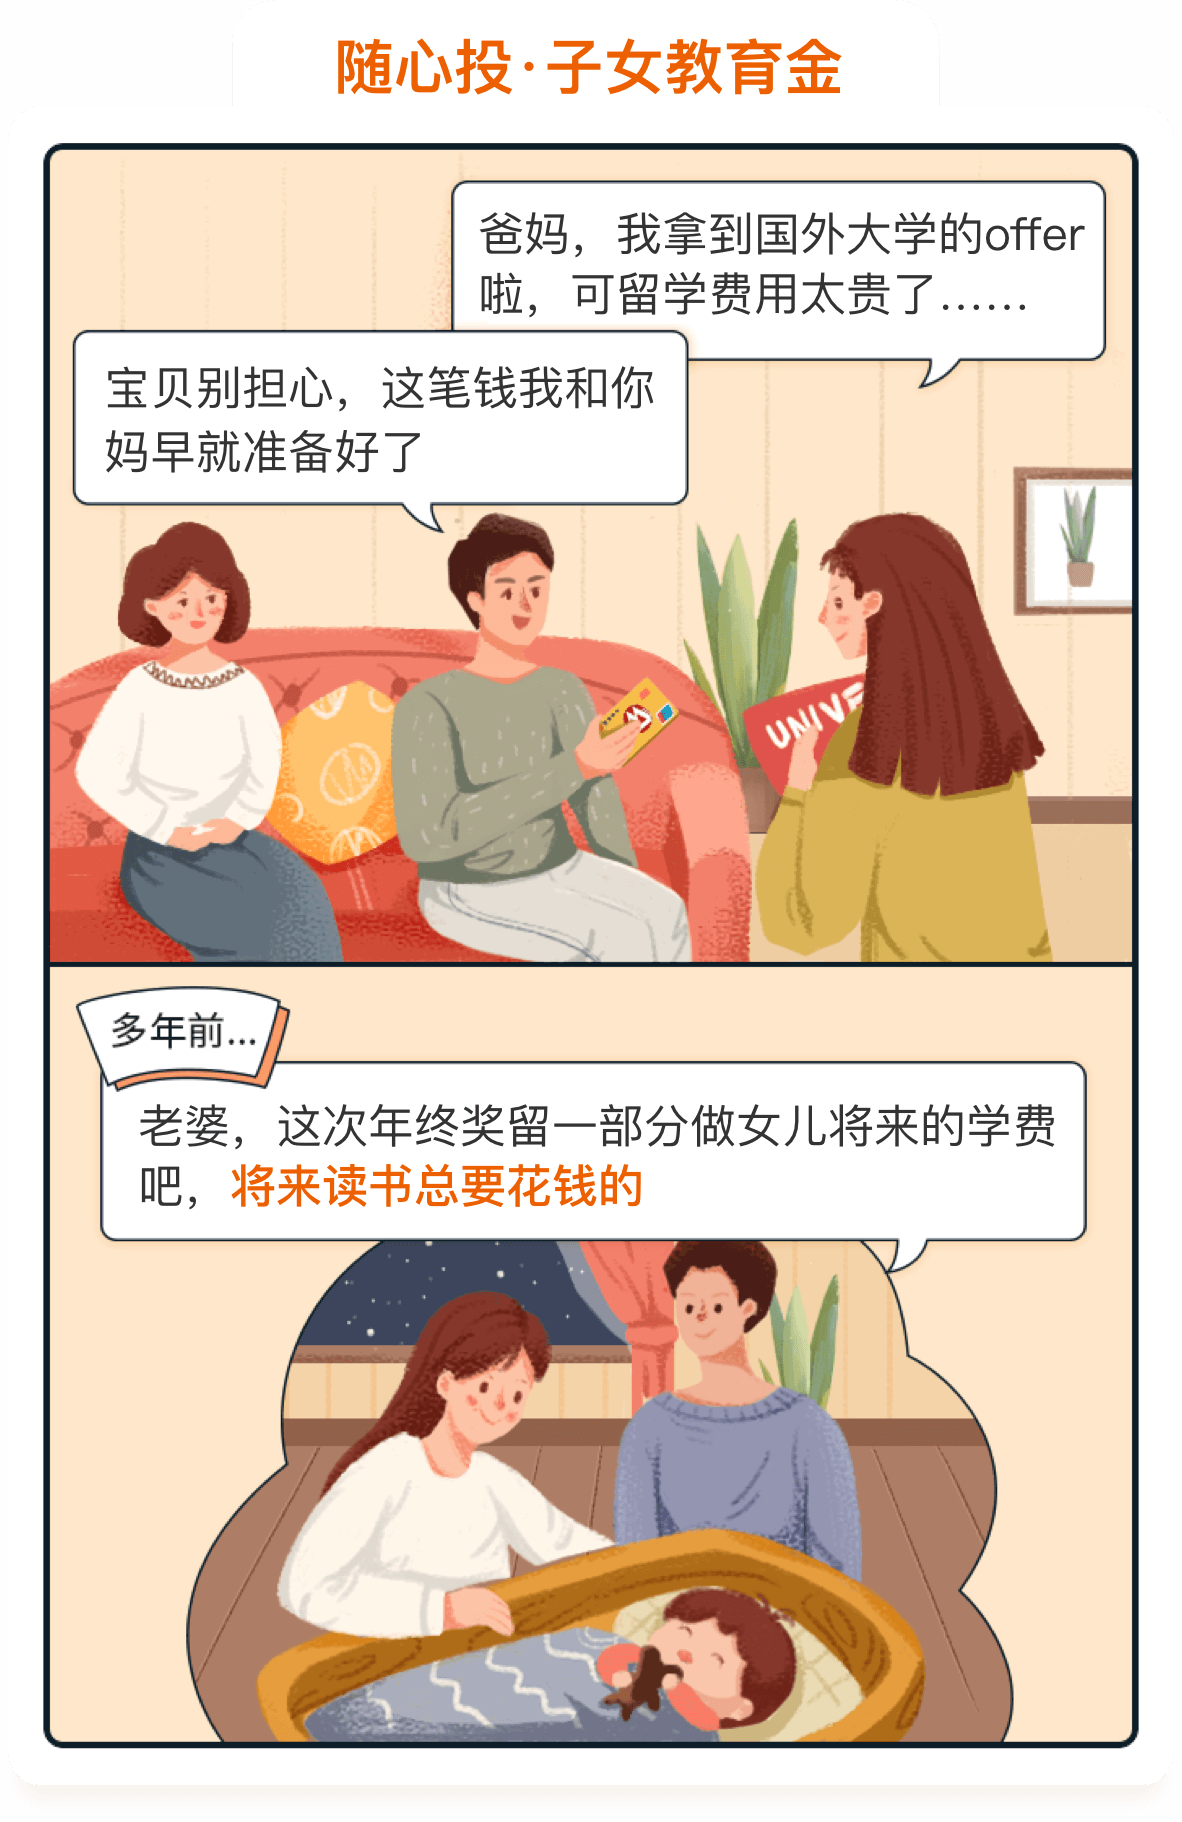 随心投·子女教育金
爸妈，我拿到国外大学的offer
啦，可留学费用太贵了……
宝贝别担心，这笔钱我和你
妈早就准备好了
UNIVE
多年前...
老婆，这次年终奖留一部分做女儿将来的学费
吧，将来读书总要花钱的